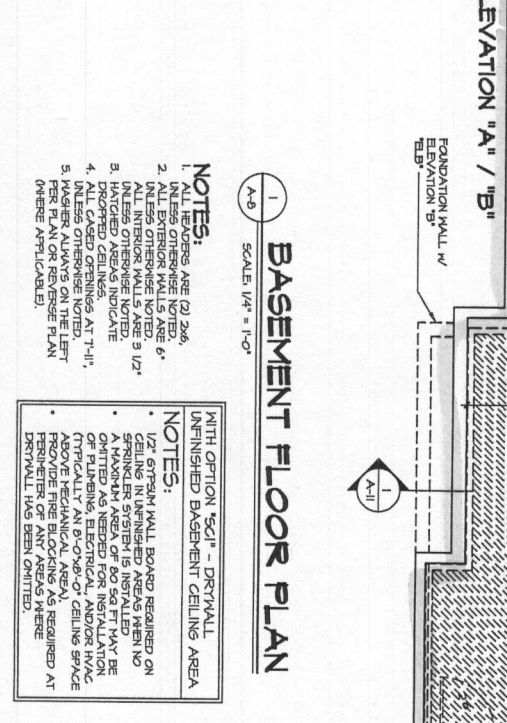 EVATION "A" / "B"
FOUNDATION WALL W/
ELEVATION "B"
"ELB"
1
A-11
1
A-8
BASEMENT FLOOR PLAN
SCALE: 1/4" = 1'-0"
NOTES:
1. ALL HEADERS ARE (2) 2x6,
UNLESS OTHERWISE NOTED.
2. ALL EXTERIOR WALLS ARE 6"
UNLESS OTHERWISE NOTED.
ALL INTERIOR WALLS ARE 3 1/2"
UNLESS OTHERWISE NOTED.
3. HATCHED AREAS INDICATE
DROPPED CEILINGS.
4. ALL CASED OPENINGS AT 7'-11",
UNLESS OTHERWISE NOTED.
5. WASHER ALWAYS ON THE LEFT
PER PLAN OR REVERSE PLAN
(WHERE APPLICABLE).
WITH OPTION "SC1" - DRYWALL
UNFINISHED BASEMENT CEILING AREA
NOTES:
• 1/2" GYPSUM WALL BOARD REQUIRED ON
CEILING IN UNFINISHED AREAS WHEN NO
SPRINKLER SYSTEM IS INSTALLED
• A MAXIMUM AREA OF 80 SQ FT MAY BE
OMITTED AS NEEDED FOR INSTALLATION
OF PLUMBING, ELECTRICAL, AND/OR HVAC
(TYPICALLY AN 8'-0"x8'-0" CEILING SPACE
ABOVE MECHANICAL AREA).
• PROVIDE FIRE BLOCKING AS REQUIRED AT
PERIMETER OF ANY AREAS WHERE
DRYWALL HAS BEEN OMITTED.